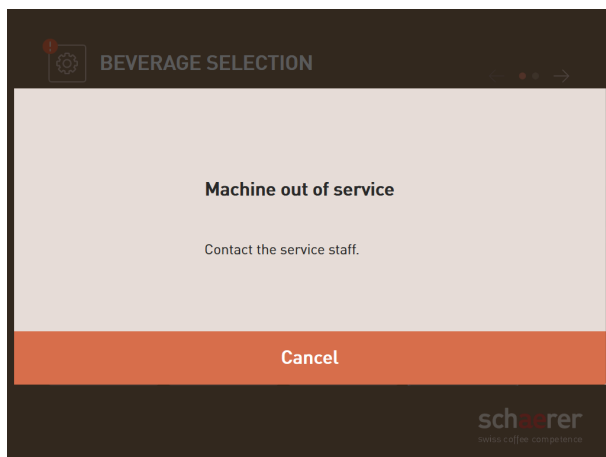 !
BEVERAGE SELECTION
Machine out of service
Contact the service staff.
Cancel
schaerer
swiss coffee competence